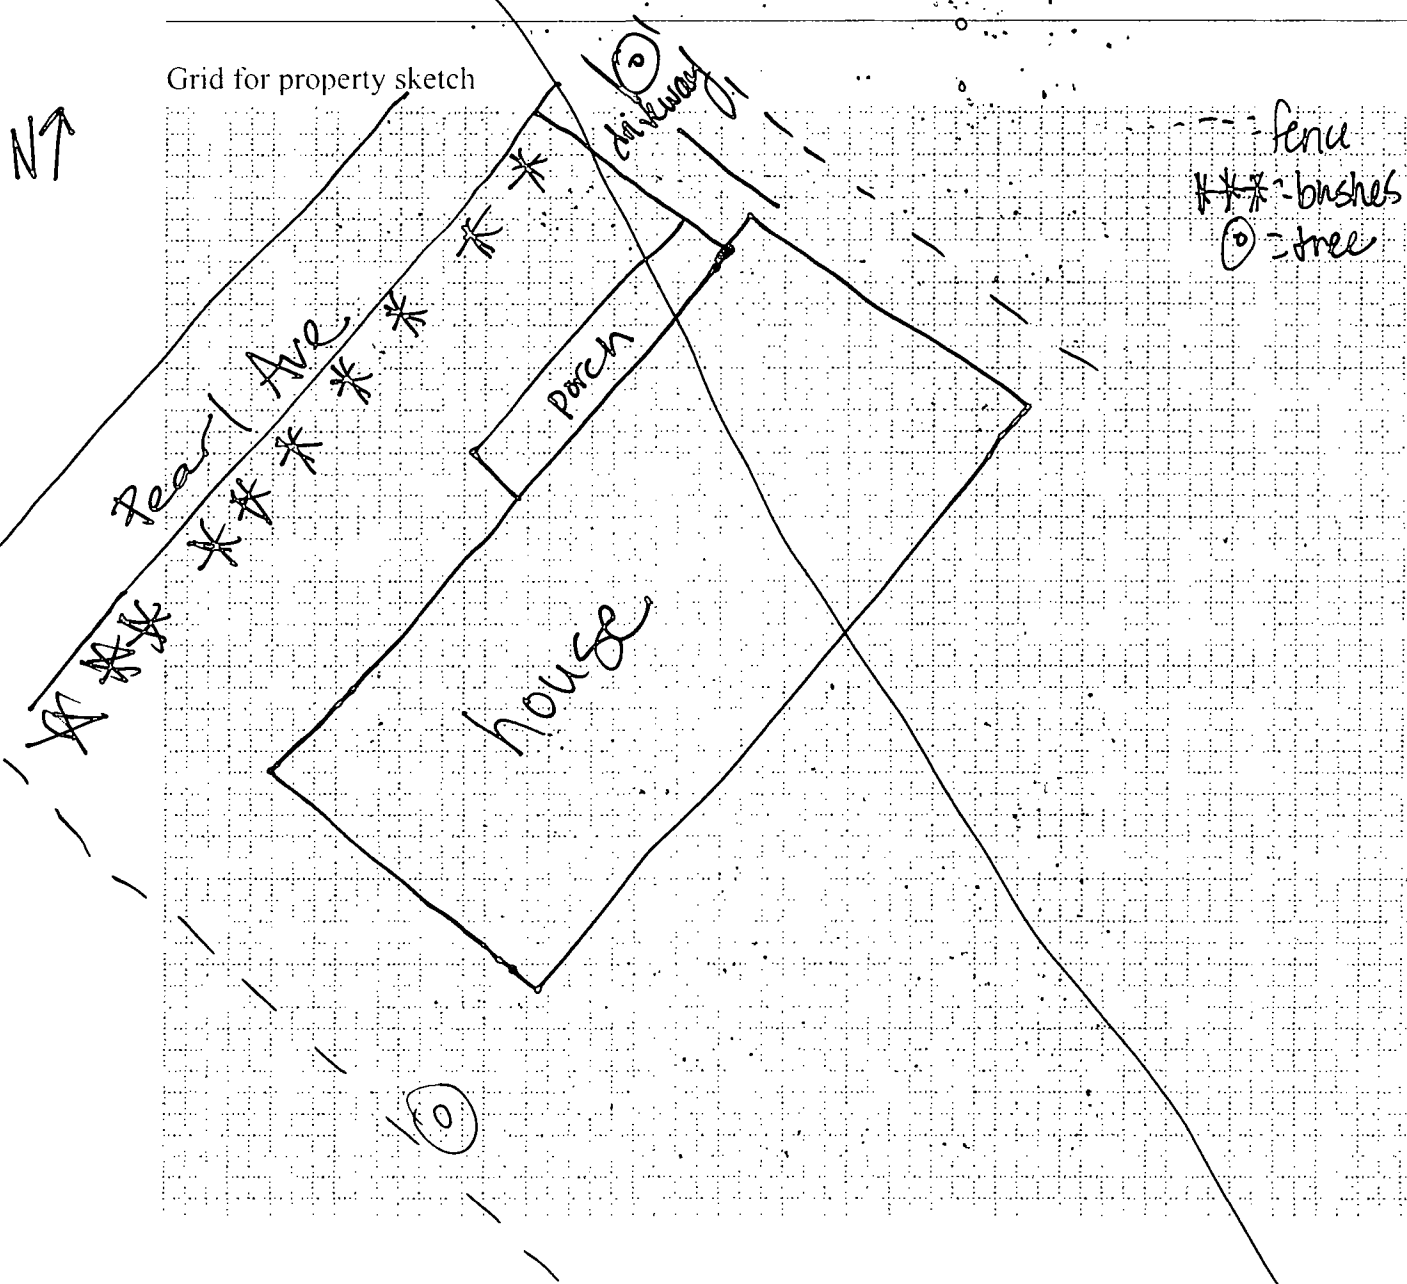 Grid for property sketch
N↑
driveway
---- fence
*** - bushes
= tree
Pearl Ave
porch
house